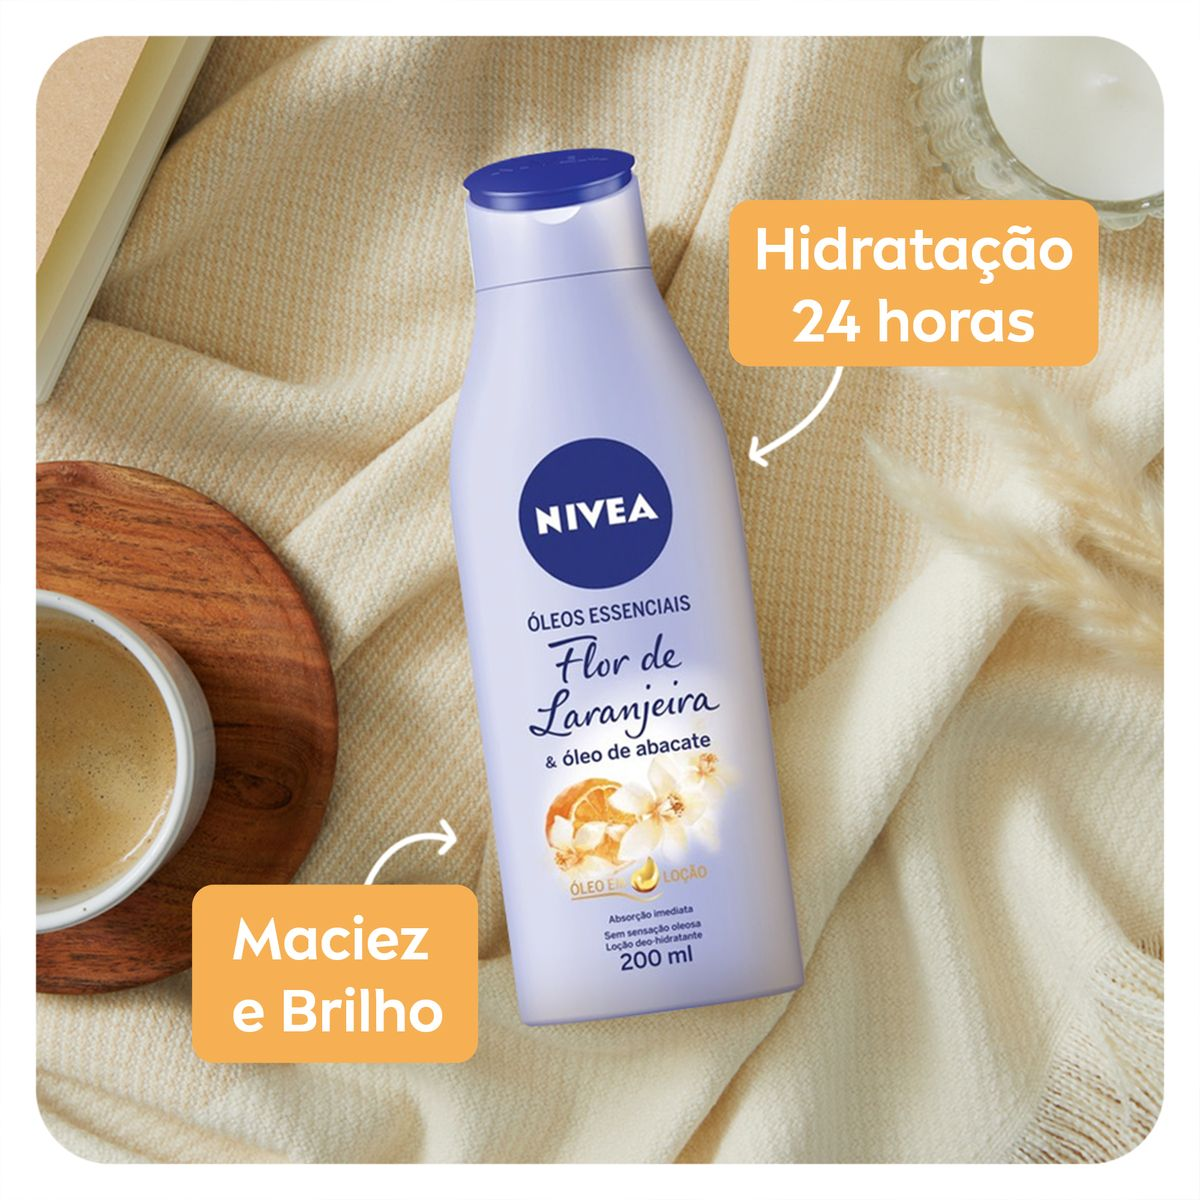 Hidratação
24 horas
NIVEA
ÓLEOS ESSENCIAIS
Flor de
Laranjeira
& óleo de abacate
ÓLEO EM LOÇÃO
Absorção imediata
Sem sensação oleosa
Loção deo-hidratante
200 ml
Maciez
e Brilho